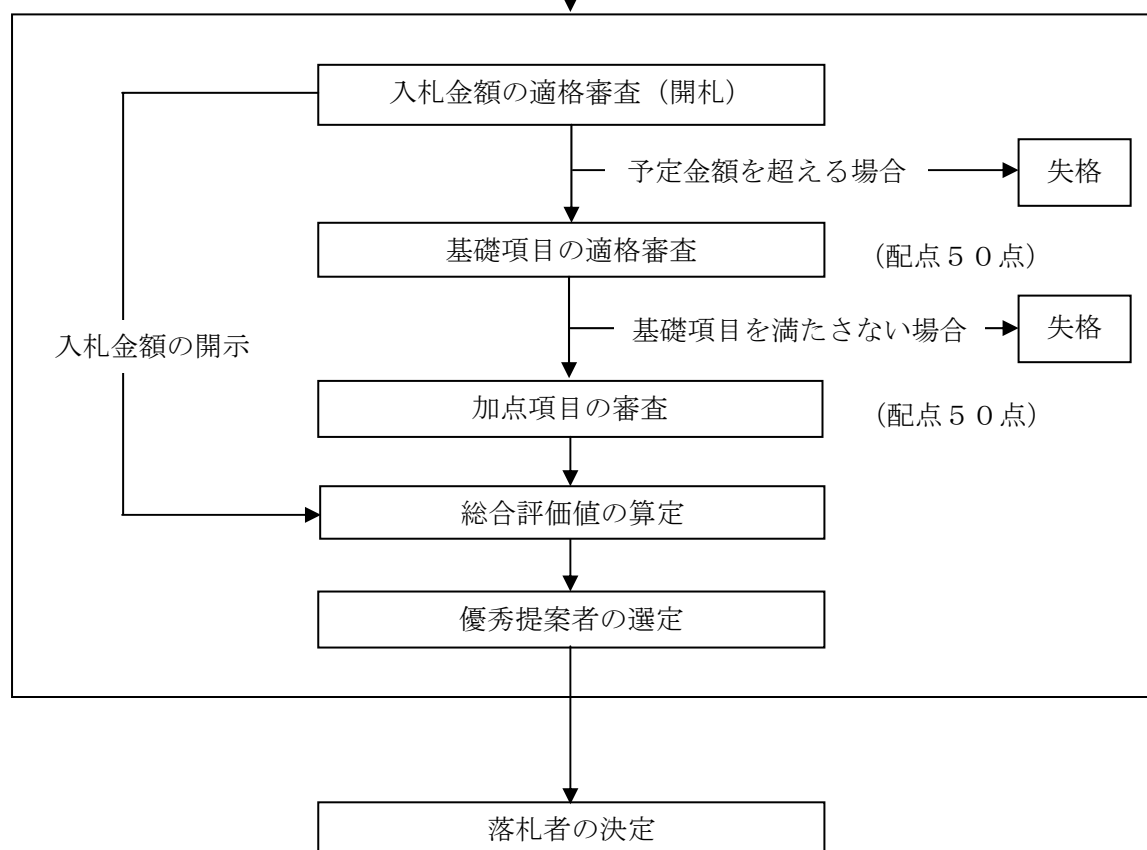 入札金額の適格審査（開札）
予定金額を超える場合
失格
基礎項目の適格審査
（配点５０点）
基礎項目を満たさない場合
失格
入札金額の開示
加点項目の審査
（配点５０点）
総合評価値の算定
優秀提案者の選定
落札者の決定